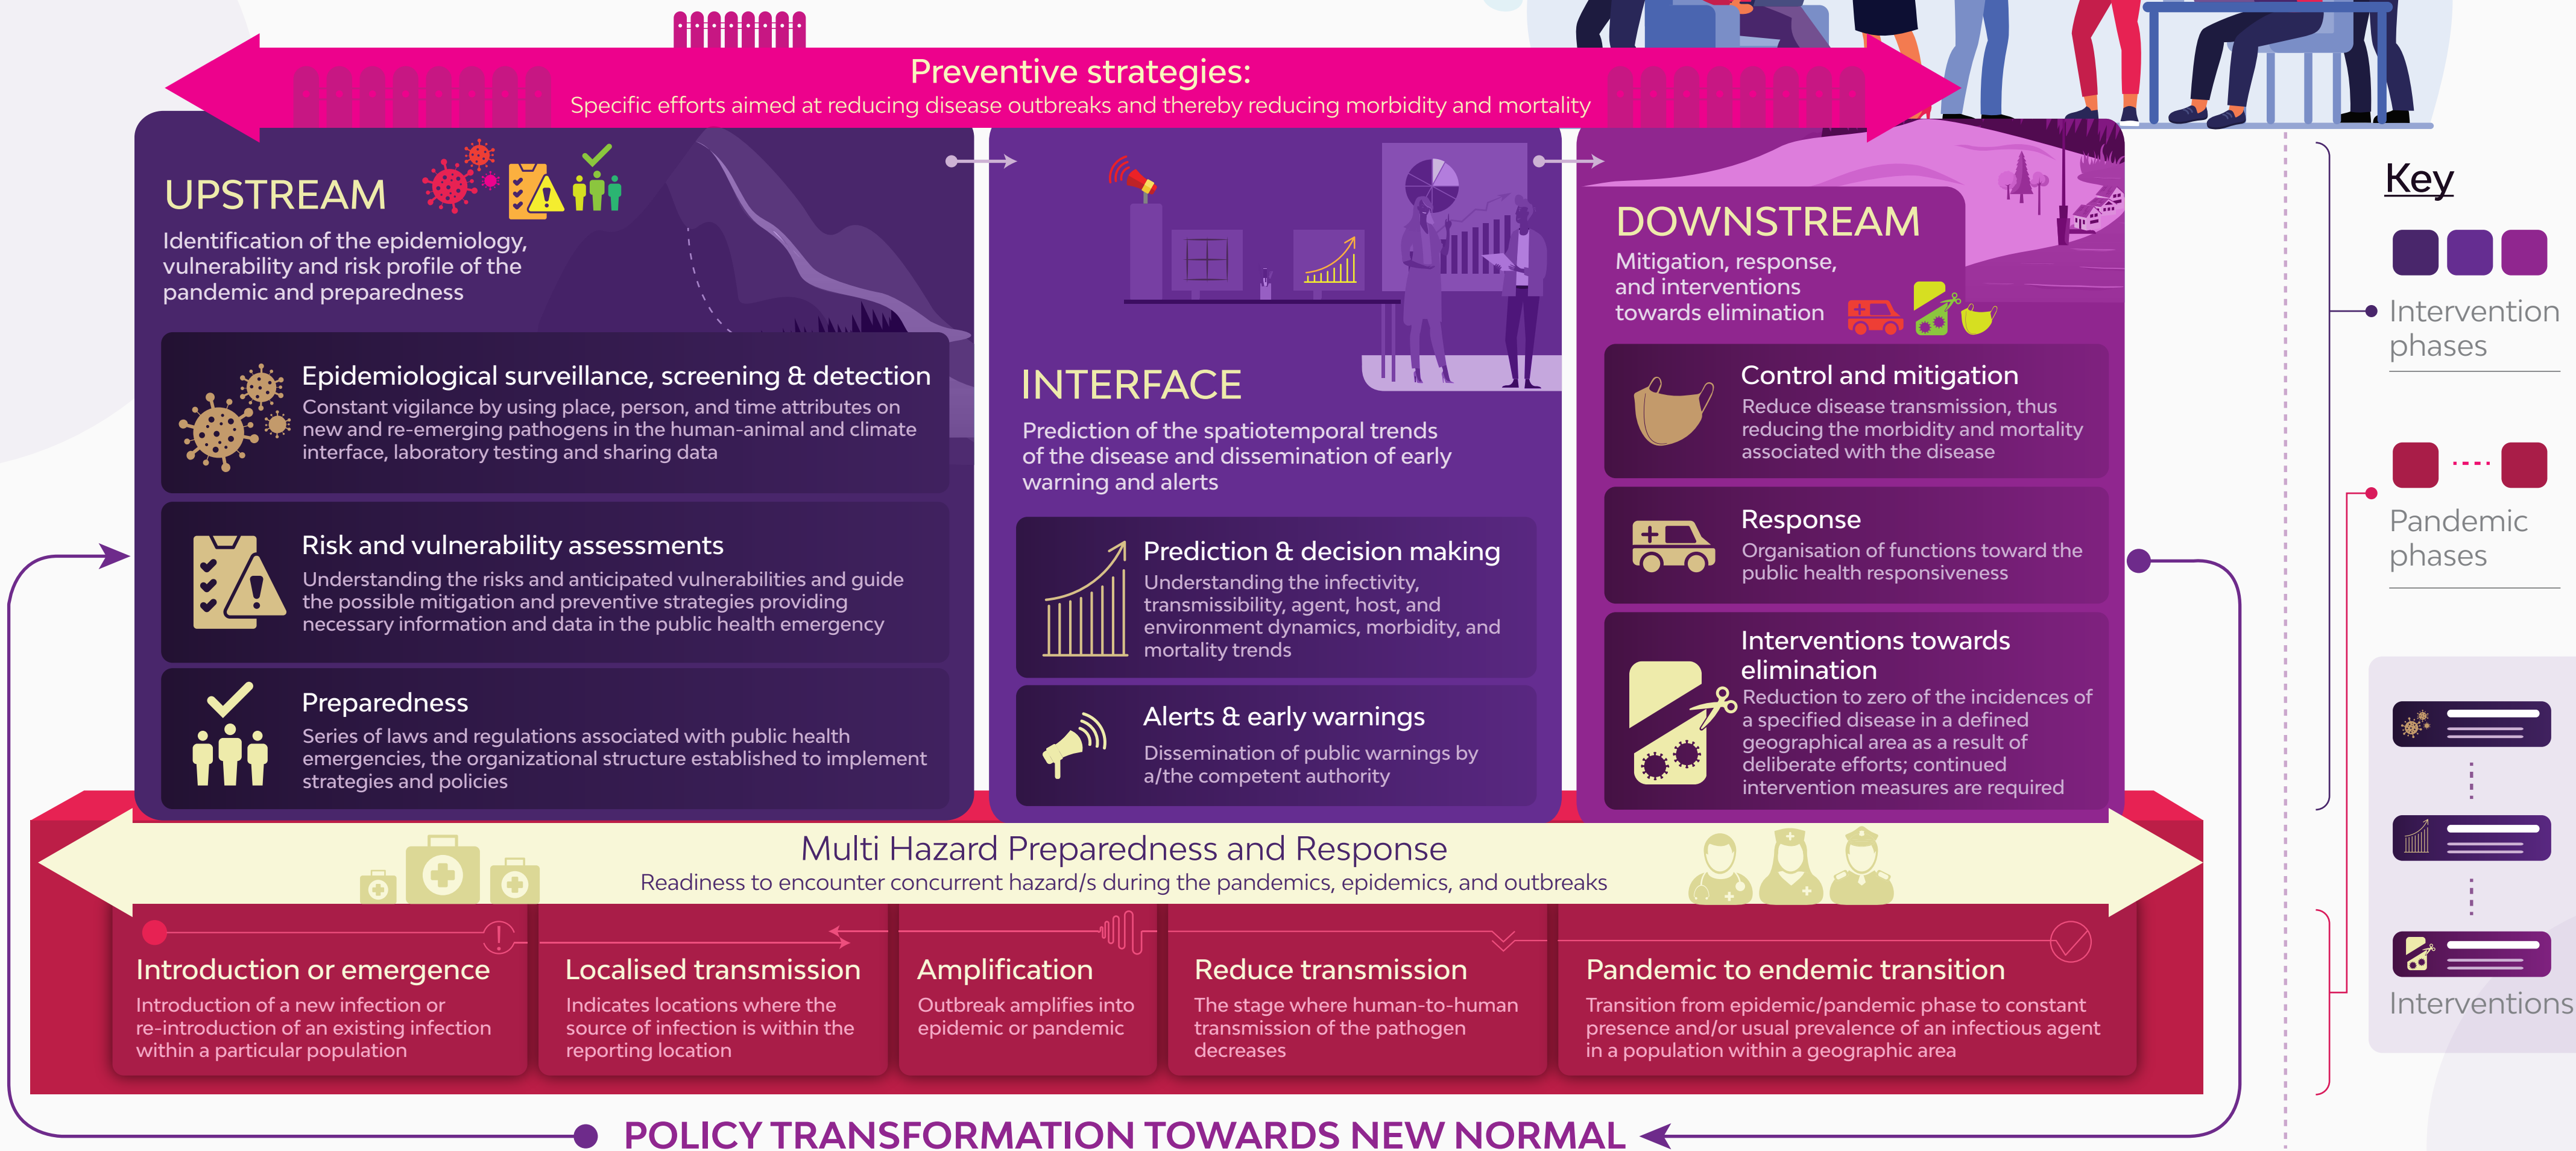 Preventive strategies:
Specific efforts aimed at reducing disease outbreaks and thereby reducing morbidity and mortality
UPSTREAM
Identification of the epidemiology,
vulnerability and risk profile of the
pandemic and preparedness
Epidemiological surveillance, screening & detection
Constant vigilance by using place, person, and time attributes on
new and re-emerging pathogens in the human-animal and climate
interface, laboratory testing and sharing data
Risk and vulnerability assessments
Understanding the risks and anticipated vulnerabilities and guide
the possible mitigation and preventive strategies providing
necessary information and data in the public health emergency
Preparedness
Series of laws and regulations associated with public health
emergencies, the organizational structure established to implement
strategies and policies
INTERFACE
Prediction of the spatiotemporal trends
of the disease and dissemination of early
warning and alerts
Prediction & decision making
Understanding the infectivity,
transmissibility, agent, host, and
environment dynamics, morbidity, and
mortality trends
Alerts & early warnings
Dissemination of public warnings by
a/the competent authority
DOWNSTREAM
Mitigation, response,
and interventions
towards elimination
Control and mitigation
Reduce disease transmission, thus
reducing the morbidity and mortality
associated with the disease
Response
Organisation of functions toward the
public health responsiveness
Interventions towards
elimination
Reduction to zero of the incidences of
a specified disease in a defined
geographical area as a result of
deliberate efforts; continued
intervention measures are required
Multi Hazard Preparedness and Response
Readiness to encounter concurrent hazard/s during the pandemics, epidemics, and outbreaks
Introduction or emergence
Introduction of a new infection or
re-introduction of an existing infection
within a particular population
Localised transmission
Indicates locations where the
source of infection is within the
reporting location
Amplification
Outbreak amplifies into
epidemic or pandemic
Reduce transmission
The stage where human-to-human
transmission of the pathogen
decreases
Pandemic to endemic transition
Transition from epidemic/pandemic phase to constant
presence and/or usual prevalence of an infectious agent
in a population within a geographic area
POLICY TRANSFORMATION TOWARDS NEW NORMAL
Key
Intervention
phases
Pandemic
phases
Interventions